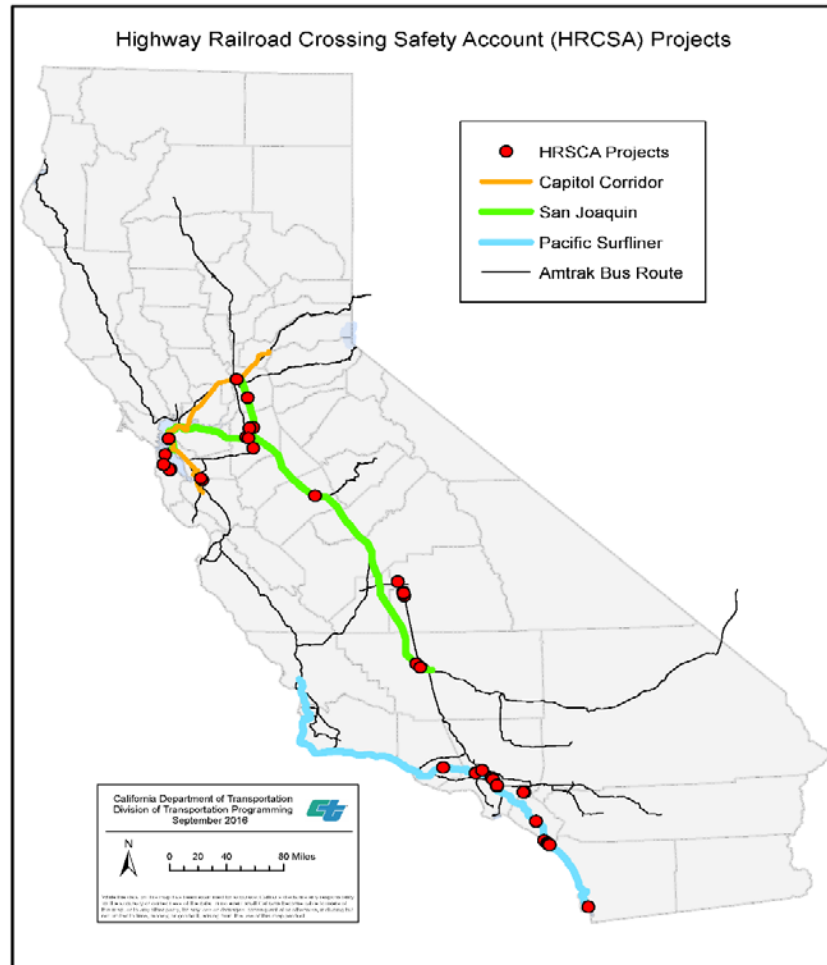 Highway Railroad Crossing Safety Account (HRCSA) Projects
HRSCA Projects
Capitol Corridor
San Joaquin
Pacific Surfliner
Amtrak Bus Route
California Department of Transportation
Division of Transportation Programming
September 2016
N
0 20 40 80 Miles